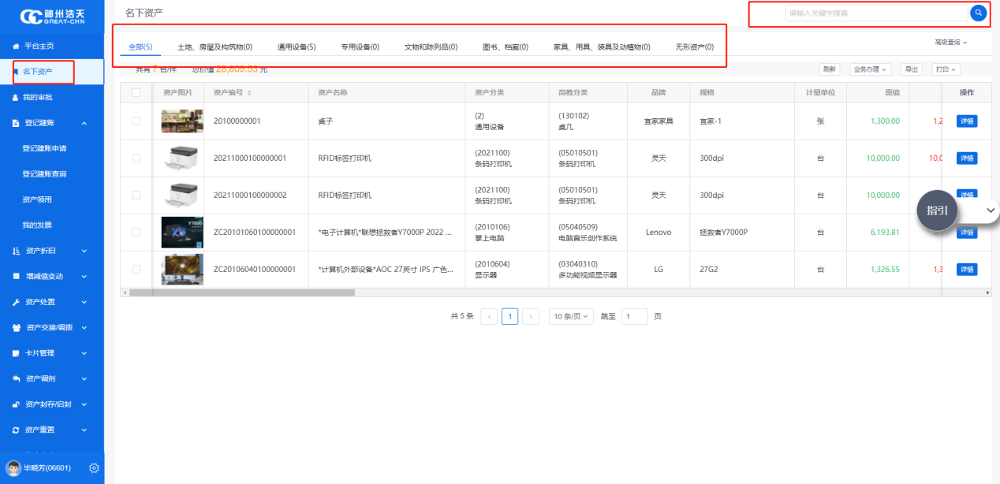 神州浩天
GREAT-CHN
平台主页
名下资产
我的审批
登记建账
登记建账申请
登记建账查询
资产领用
我的发票
资产折旧
增减值变动
资产处置
资产交接/调拨
卡片管理
资产调剂
资产封存/启封
资产重置
毕晓芳(06601)
名下资产
请输入关键字搜索
全部(5) 土地、房屋及构筑物(0) 通用设备(5) 专用设备(0) 文物和陈列品(0) 图书、档案(0) 家具、用具、装具及动植物(0) 无形资产(0)
高级查询
共有 7 台/件 总价值 28,809.53 元
刷新 业务办理 导出 打印
资产图片 资产编号 资产名称 资产分类 高教分类 品牌 规格 计量单位 原值 操作
20100000001 桌子 (2) 通用设备 (130102) 桌几 宜家家具 宜家-1 张 1,300.00 1,2 详情
20211000100000001 RFID标签打印机 (2021100) 条码打印机 (05010501) 条码打印机 灵天 300dpi 台 10,000.00 10,0 详情
20211000100000002 RFID标签打印机 (2021100) 条码打印机 (05010501) 条码打印机 灵天 300dpi 台 10,000.00 详情
Y7000
ZC20101060100000001 *电子计算机*联想拯救者Y7000P 2022 ... (2010106) 掌上电脑 (05040509) 电脑音乐创作系统 Lenovo 拯救者Y7000P 台 6,193.81 详情
ZC20106040100000001 *计算机外部设备*AOC 27英寸 IPS 广色... (2010604) 显示器 (03040310) 多功能视频显示器 LG 27G2 台 1,326.55 1,3 详情
指引
共 5 条 1 10 条/页 跳至 1 页